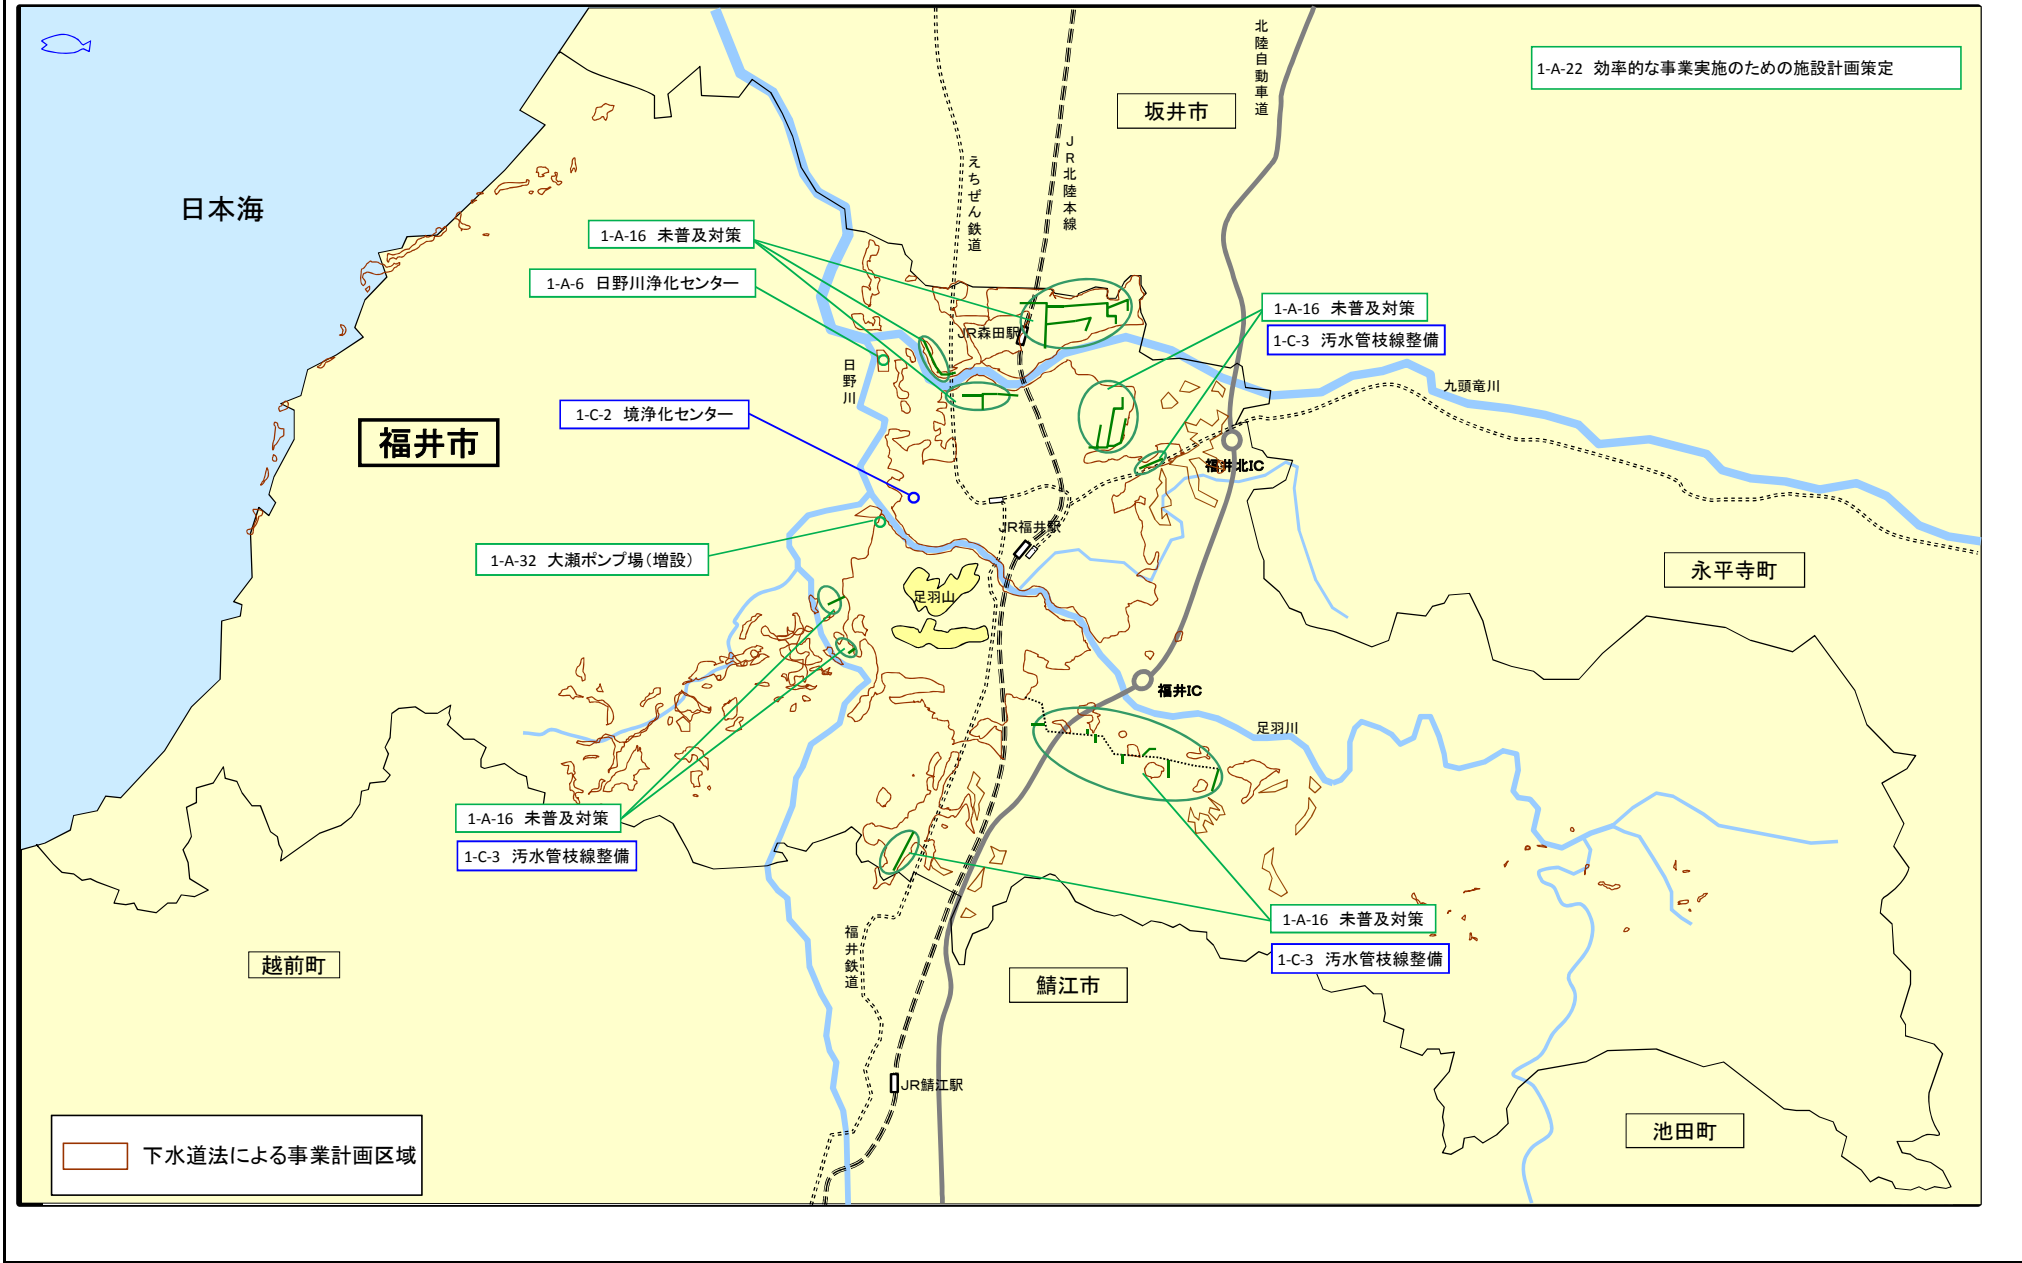 1-A-22 効率的な事業実施のための施設計画策定
北陸自動車道
坂井市
JR北陸本線
えちぜん鉄道
日本海
1-A-16 未普及対策
1-A-6 日野川浄化センター
1-A-16 未普及対策
1-C-3 汚水管枝線整備
JR森田駅
日野川
九頭竜川
1-C-2 境浄化センター
福井市
福井北IC
JR福井駅
1-A-32 大瀬ポンプ場(増設)
永平寺町
足羽山
福井IC
足羽川
1-A-16 未普及対策
1-C-3 汚水管枝線整備
1-A-16 未普及対策
1-C-3 汚水管枝線整備
福井鉄道
越前町
鯖江市
JR鯖江駅
池田町
下水道法による事業計画区域